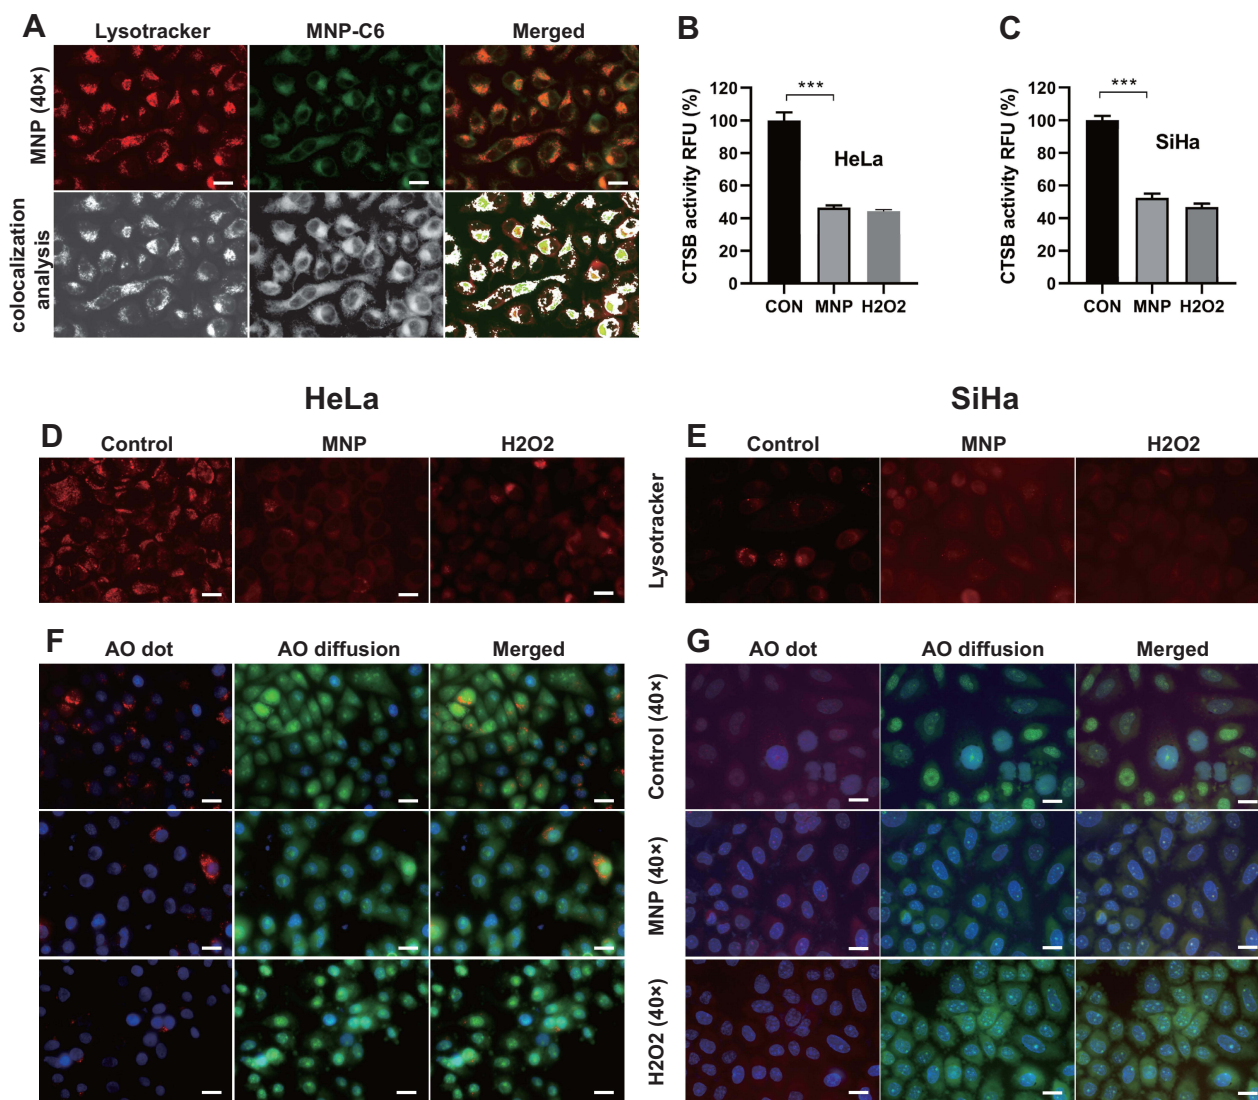 A
Lysotracker MNP-C6 Merged
MNP (40×)
colocalization
analysis
B
CTSB activity RFU (%)
120
100
80
60
40
20
0
***
HeLa
CON MNP H2O2
C
CTSB activity RFU (%)
120
100
80
60
40
20
0
***
SiHa
CON MNP H2O2
HeLa
D
Control MNP H2O2
SiHa
E
Control MNP H2O2
Lysotracker
F
AO dot AO diffusion Merged
G
AO dot AO diffusion Merged
Control (40×)
MNP (40×)
H2O2 (40×)